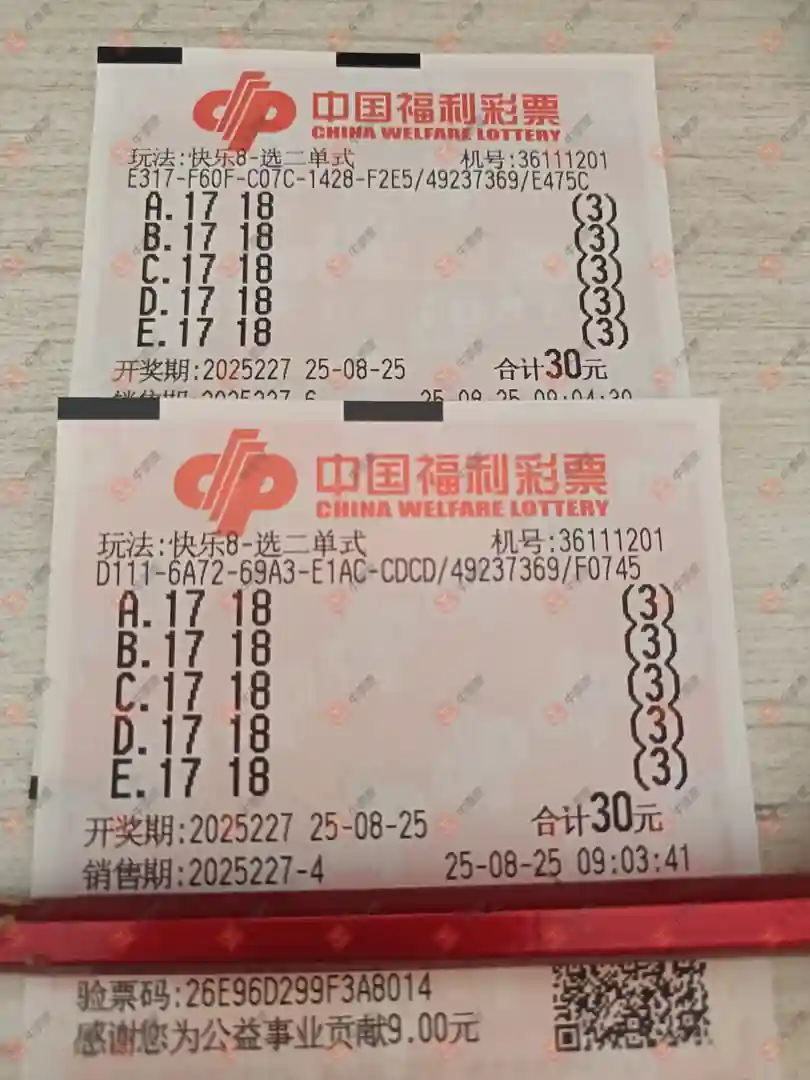 中国福利彩票
CHINA WELFARE LOTTERY
玩法:快乐8-选二单式 机号:36111201
E317-F60F-C07C-1428-F2E5/49237369/E475C
A.17 18 (3)
B.17 18 (3)
C.17 18 (3)
D.17 18 (3)
E.17 18 (3)
开奖期:2025227 25-08-25 合计30元
中国福利彩票
CHINA WELFARE LOTTERY
玩法:快乐8-选二单式 机号:36111201
D111-6A72-69A3-E1AC-CDCD/49237369/F0745
A.17 18 (3)
B.17 18 (3)
C.17 18 (3)
D.17 18 (3)
E.17 18 (3)
开奖期:2025227 25-08-25 合计30元
销售期:2025227-4 25-08-25 09:03:41
验票码:26E96D299F3A8014
感谢您为公益事业贡献9.00元